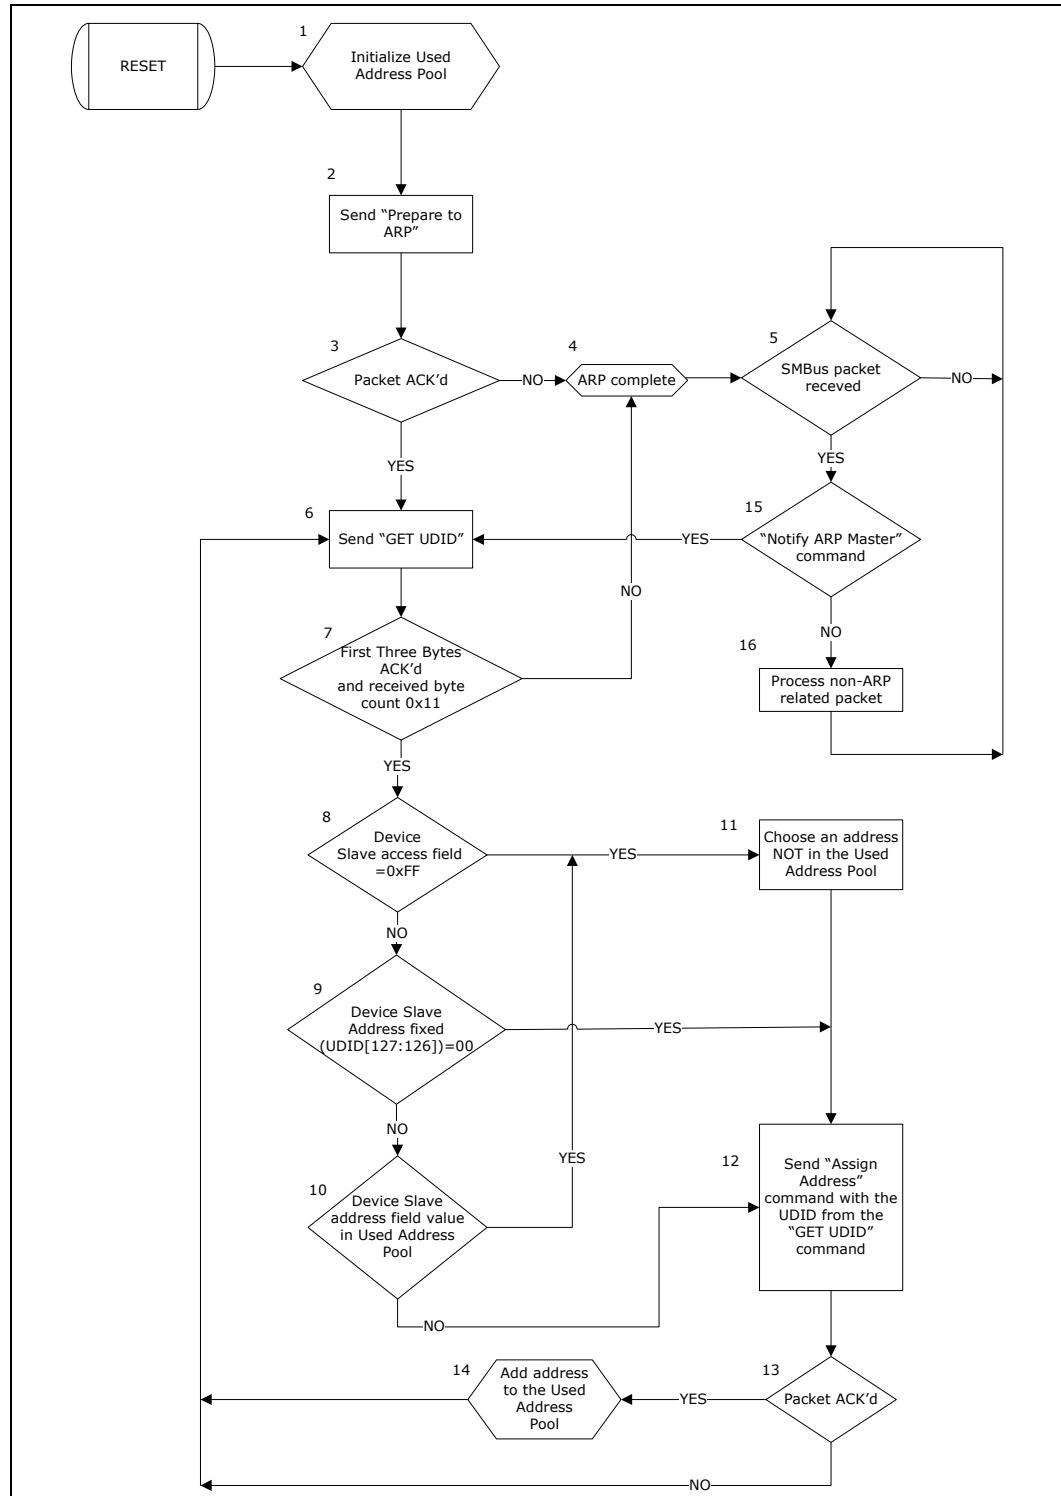 1
RESET
Initialize Used
Address Pool
2
Send “Prepare to
ARP”
3
Packet ACK’d
NO
4
ARP complete
5
SMBus packet
receved
NO
YES
YES
6
Send “GET UDID”
YES
15
“Notify ARP Master”
command
NO
NO
7
First Three Bytes
ACK’d
and received byte
count 0x11
16
Process non-ARP
related packet
YES
8
Device
Slave access field
=0xFF
YES
11
Choose an address
NOT in the Used
Address Pool
NO
9
Device Slave
Address fixed
(UDID[127:126])=00
YES
NO
YES
10
Device Slave
address field value
in Used Address
Pool
12
Send “Assign
Address”
command with the
UDID from the
“GET UDID”
command
NO
14
Add address
to the Used
Address
Pool
YES
13
Packet ACK’d
NO